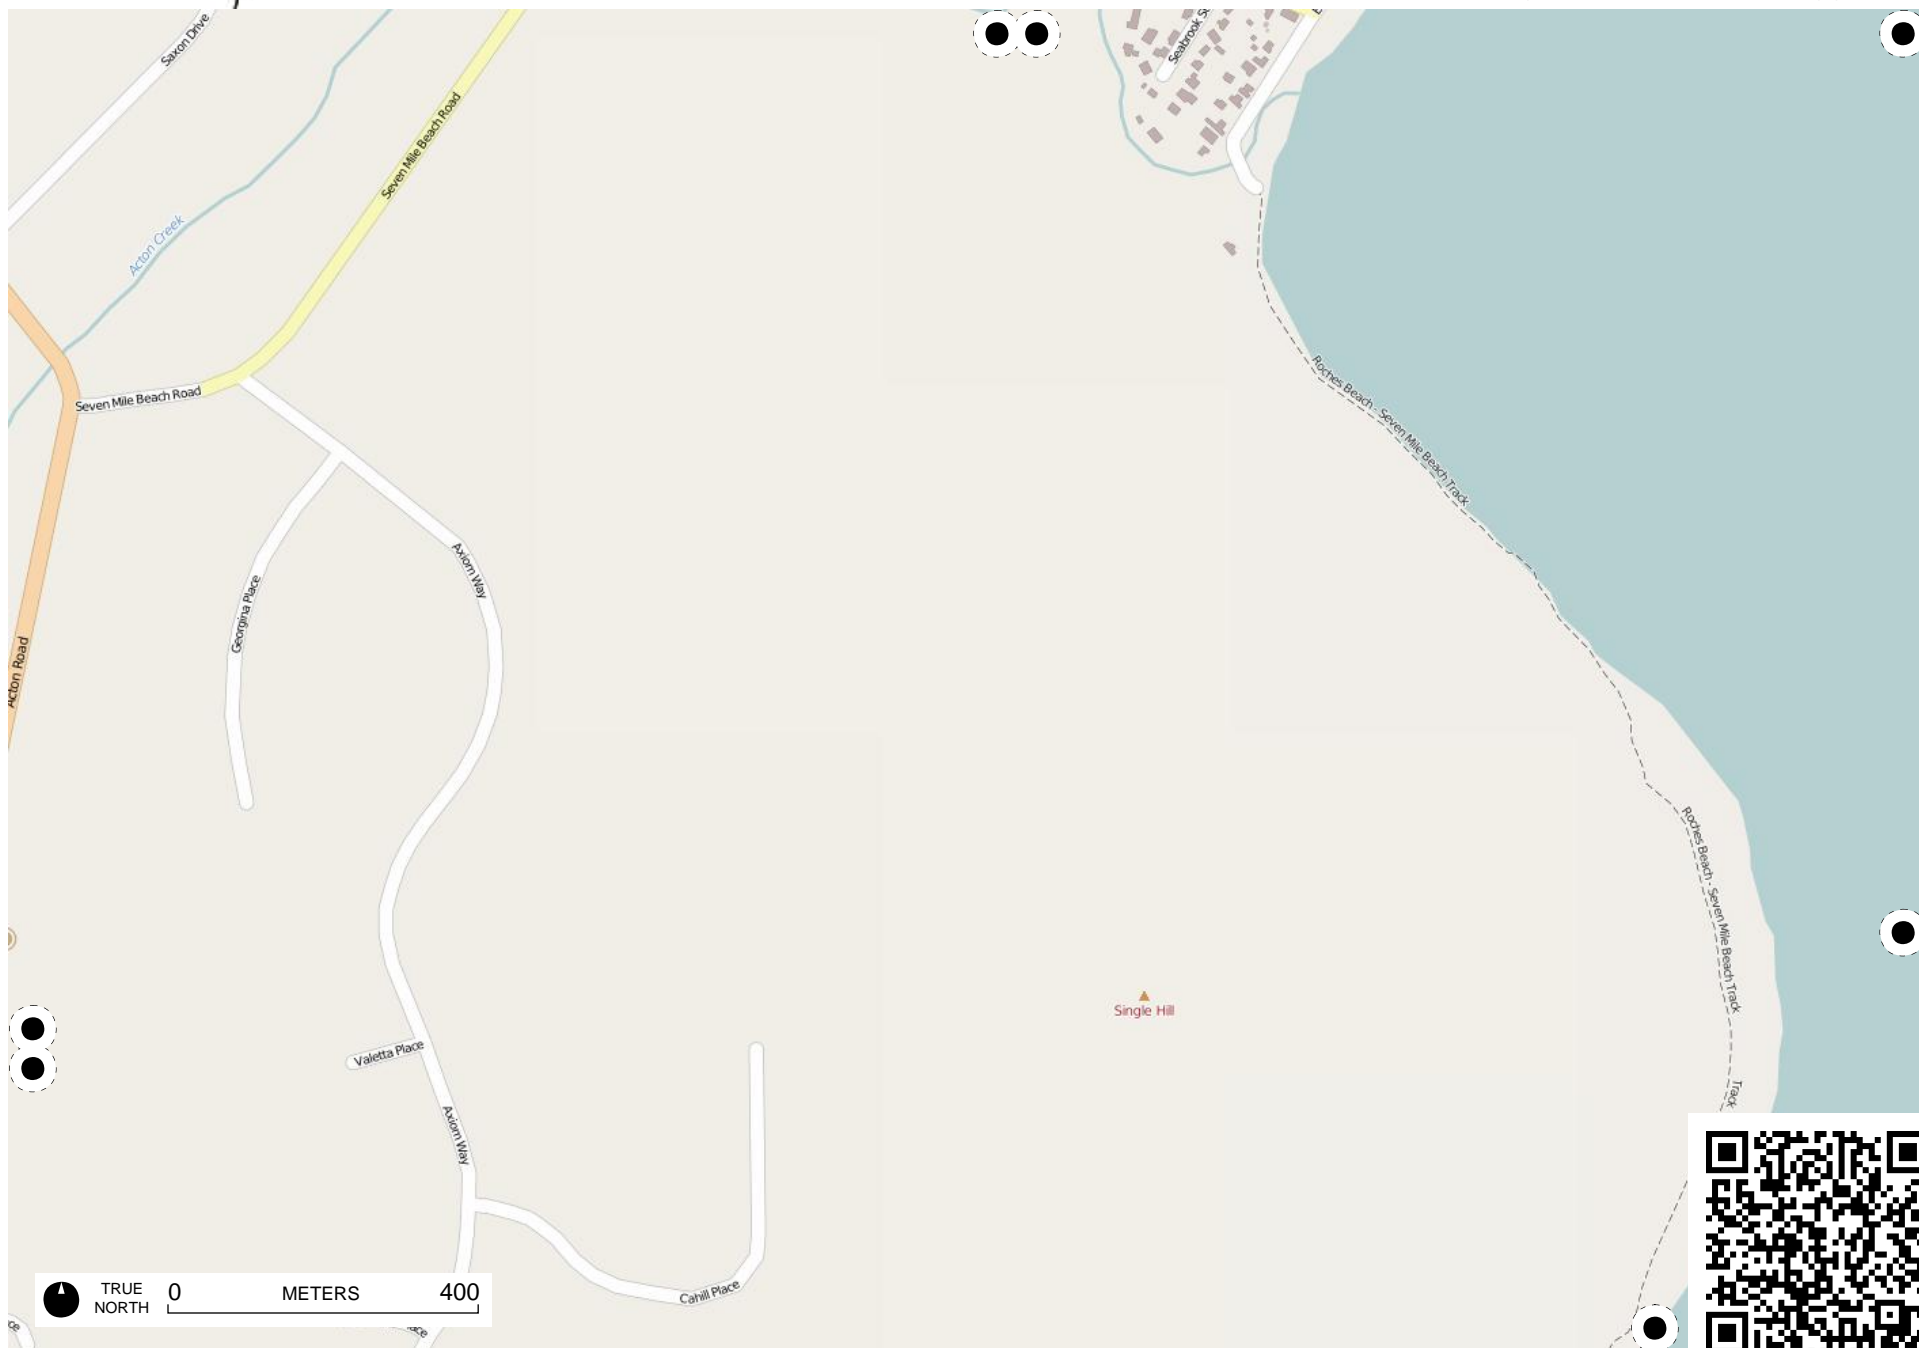 Saxon Drive
Seabrook
Seven Mile Beach Road
Acton Creek
Seven Mile Beach Road
Roches Beach - Seven Mile Beach Track
Axiom Way
Georgina Place
Acton Road
Roches Beach - Seven Mile Beach Track
Single Hill
Valetta Place
Track
Axiom Way
Cahill Place
TRUE NORTH
0 METERS 400